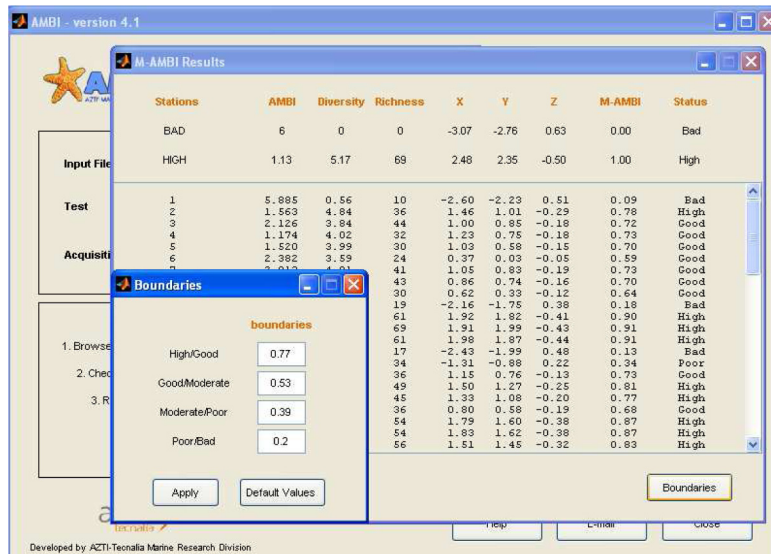 AMBI - version 4.1
M-AMBI Results
Stations AMBI Diversity Richness X Y Z M-AMBI Status
BAD 6 0 0 -3.07 -2.76 0.63 0.00 Bad
HIGH 1.13 5.17 69 2.48 2.35 -0.50 1.00 High
1 5.885 0.56 10 -2.60 -2.23 0.51 0.09 Bad
2 1.563 4.84 36 1.46 1.01 -0.29 0.78 High
3 2.126 3.84 44 1.00 0.85 -0.18 0.72 Good
4 1.174 4.02 32 1.23 0.75 -0.18 0.73 Good
5 1.520 3.99 30 1.03 0.58 -0.15 0.70 Good
6 2.382 3.59 24 0.37 0.03 -0.05 0.59 Good
41 1.05 0.83 -0.19 0.73 Good
43 0.86 0.74 -0.16 0.70 Good
30 0.62 0.33 -0.12 0.64 Good
19 -2.16 -1.75 0.38 0.18 Bad
61 1.92 1.82 -0.41 0.90 High
69 1.91 1.99 -0.43 0.91 High
61 1.98 1.87 -0.44 0.91 High
17 -2.43 -1.99 0.48 0.13 Bad
34 -1.31 -0.88 0.22 0.34 Poor
36 1.15 0.76 -0.13 0.73 Good
49 1.50 1.27 -0.25 0.81 High
45 1.33 1.08 -0.20 0.77 High
36 0.80 0.58 -0.19 0.68 Good
54 1.79 1.60 -0.38 0.87 High
54 1.83 1.62 -0.38 0.87 High
56 1.51 1.45 -0.32 0.83 High
Boundaries
Input File
Test
Acquisiti
1. Browse
2. Chec
3. R
Boundaries
boundaries
High/Good 0.77
Good/Moderate 0.53
Moderate/Poor 0.39
Poor/Bad 0.2
Apply Default Values
Tecnalia
Help E-mail Close
Developed by AZTI-Tecnalia Marine Research Division